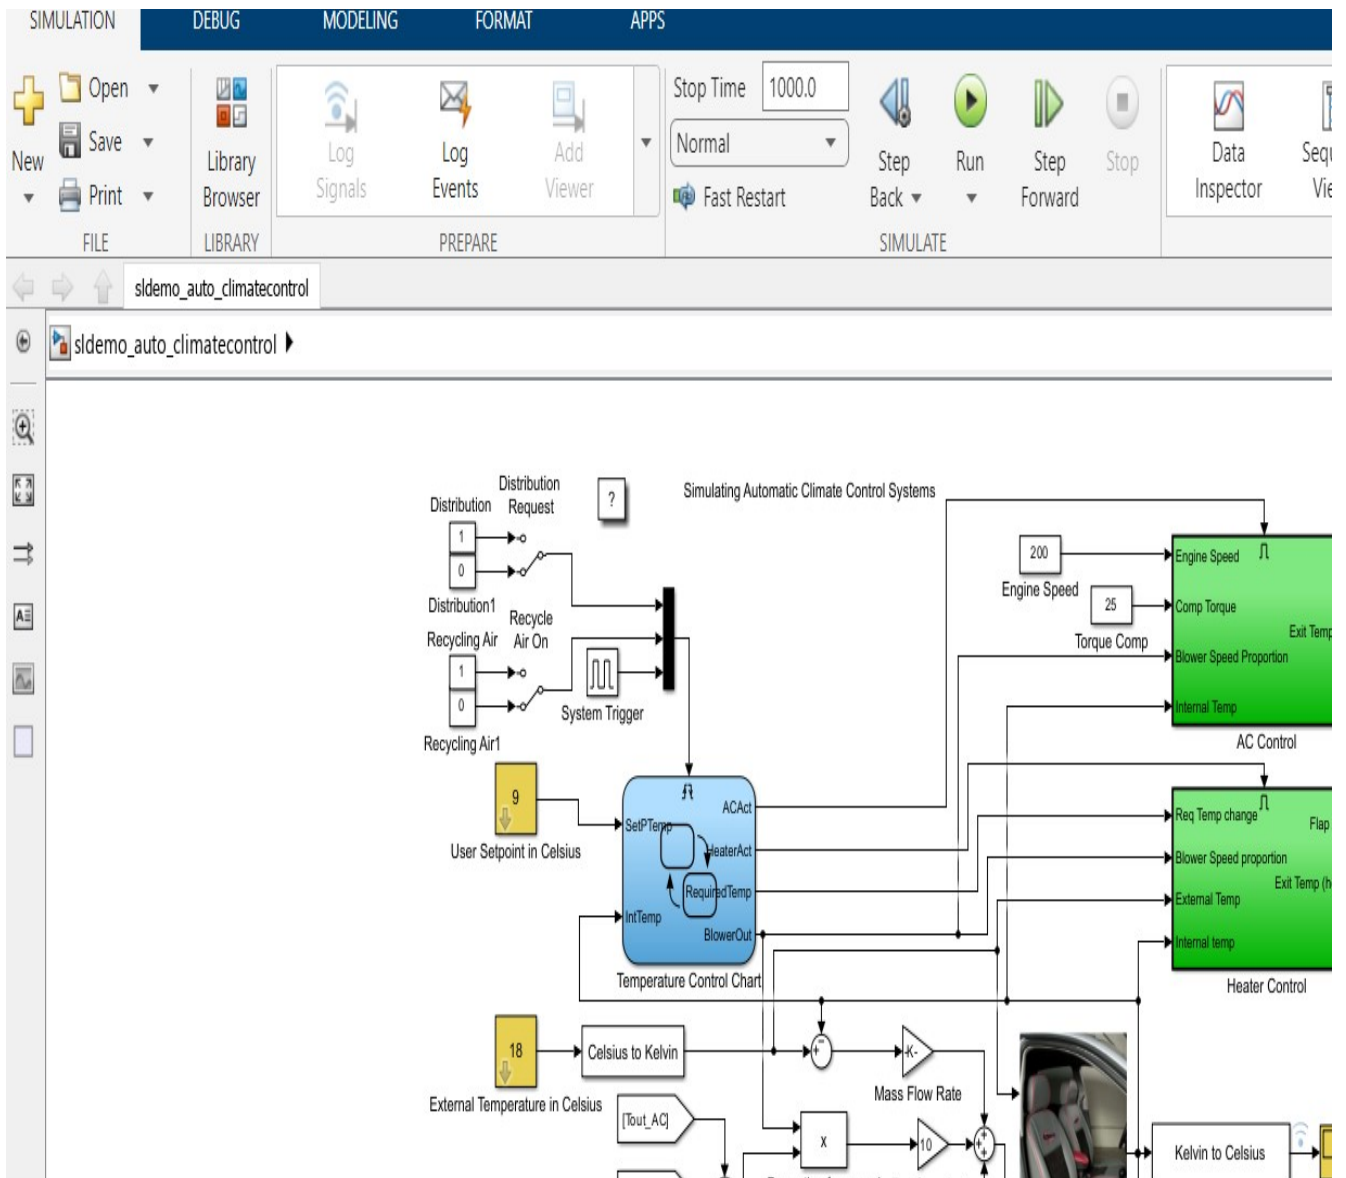 SIMULATION DEBUG MODELING FORMAT APPS
New
Open
Save
Print
FILE
Library
Browser
LIBRARY
Log
Signals
Log
Events
Add
Viewer
PREPARE
Stop Time 1000.0
Normal
Fast Restart
Step
Back
Run
Step
Forward
Stop
SIMULATE
Data
Inspector
sldemo_auto_climatecontrol
sldemo_auto_climatecontrol
Simulating Automatic Climate Control Systems
?
Distribution
Distribution
Request
1
0
Distribution1
Recycling Air
Recycle
Air On
1
0
Recycling Air1
System Trigger
9
User Setpoint in Celsius
SetPTemp
IntTemp
ACAct
HeaterAct
RequiredTemp
BlowerOut
Temperature Control Chart
200
Engine Speed
25
Torque Comp
Engine Speed
Comp Torque
Blower Speed Proportion
Internal Temp
Exit Temp
AC Control
Req Temp change
Blower Speed proportion
External Temp
Internal temp
Flap
Exit Temp (h
Heater Control
18
External Temperature in Celsius
Celsius to Kelvin
-K-
Mass Flow Rate
[Tout_AC]
x
10
Kelvin to Celsius